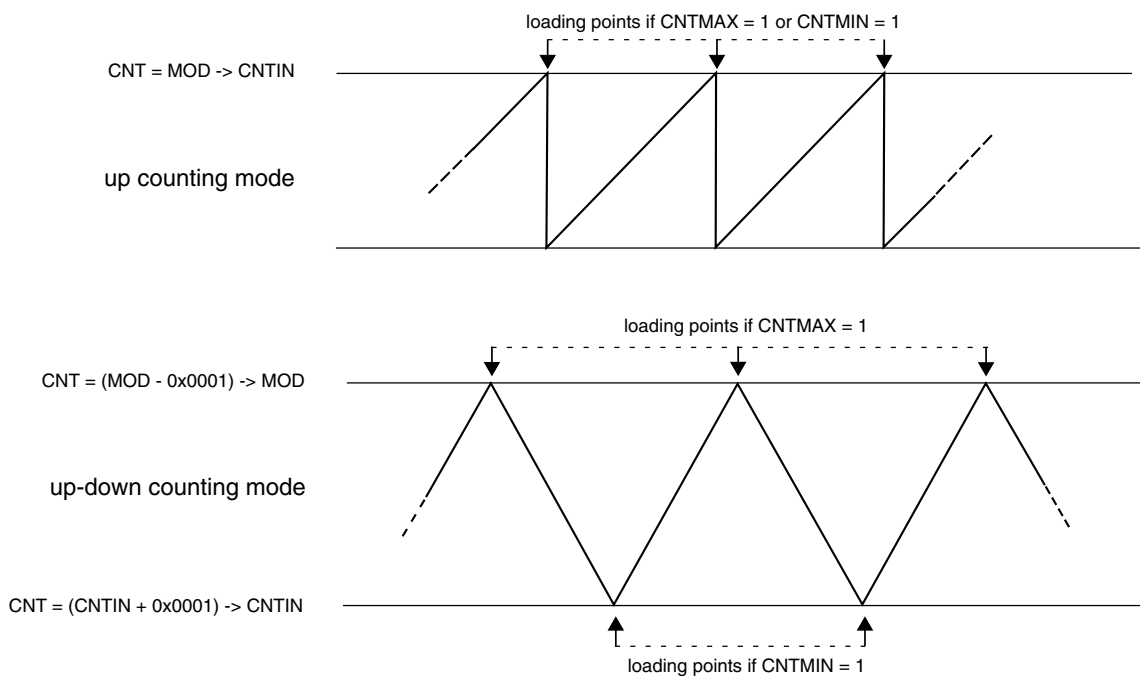 loading points if CNTMAX = 1 or CNTMIN = 1
CNT = MOD -> CNTIN
up counting mode
loading points if CNTMAX = 1
CNT = (MOD - 0x0001) -> MOD
up-down counting mode
CNT = (CNTIN + 0x0001) -> CNTIN
loading points if CNTMIN = 1